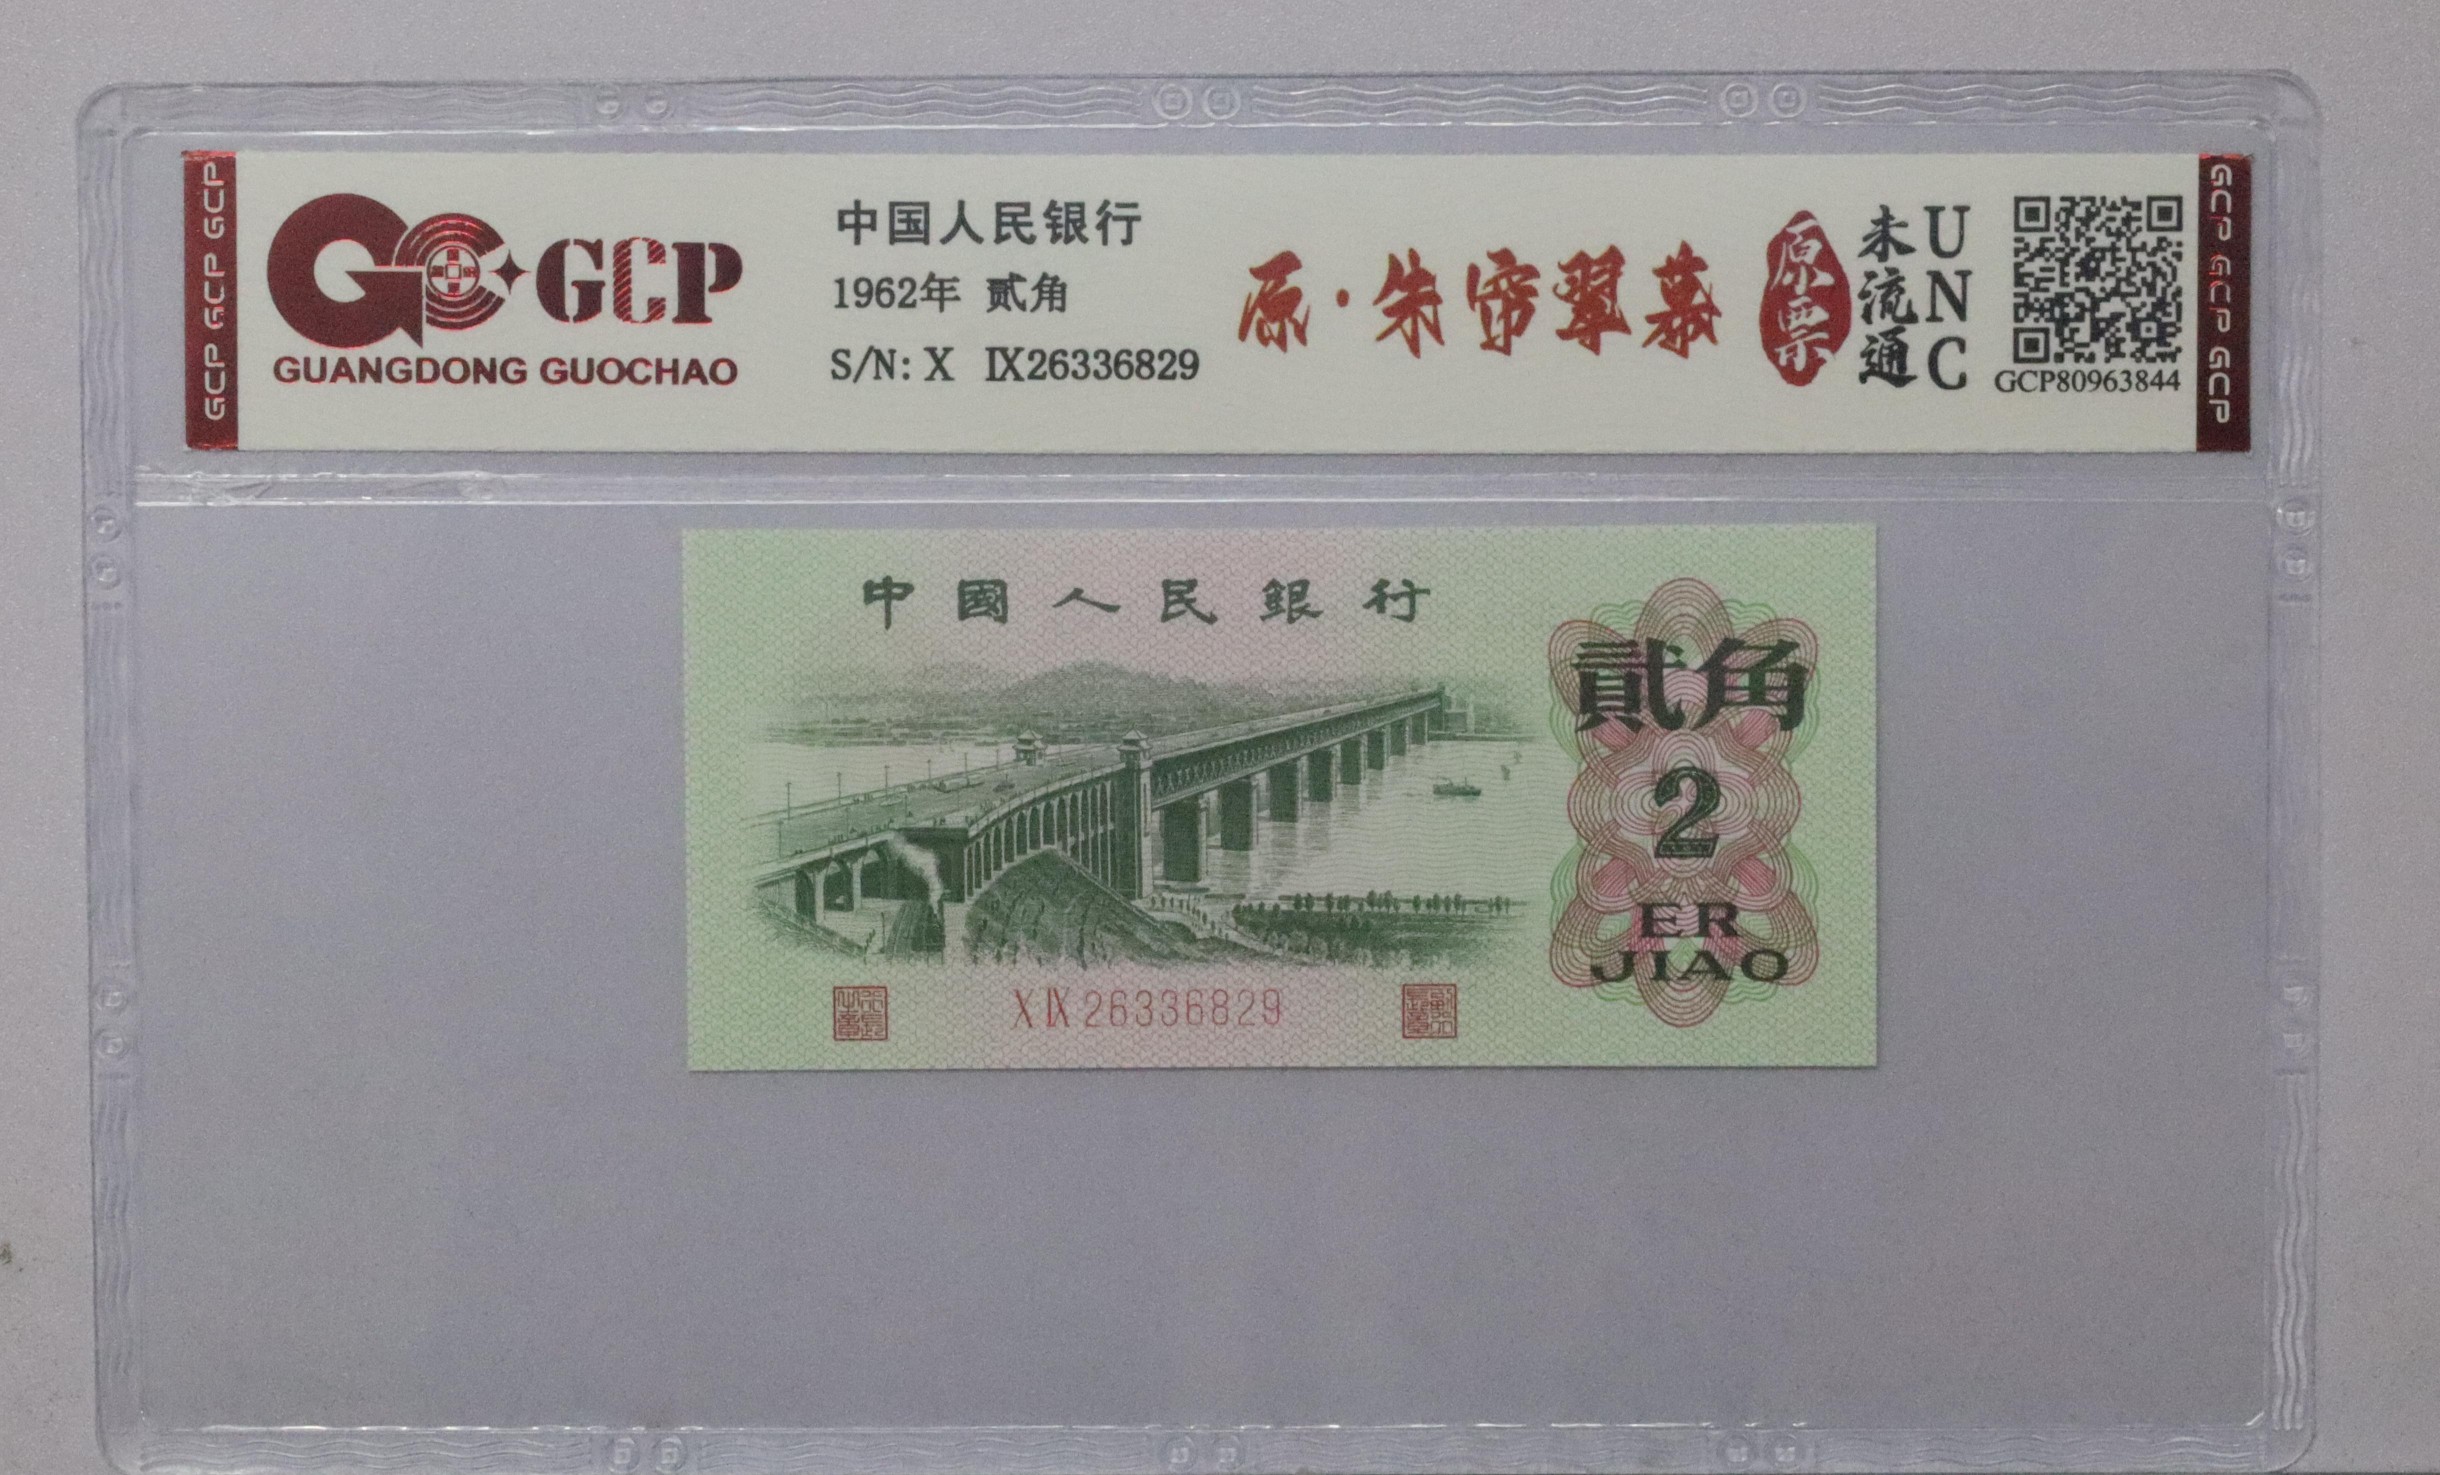 GCP GCP GCP
GCP
GUANGDONG GUOCHAO
中国人民银行
1962年 贰角
S/N: X Ⅸ26336829
原·朱帘翠幕
原票
未流通
UNC
GCP80963844
GCP GCP GCP
中國人民銀行
貳角
2
ER
JIAO
X Ⅸ 26336829